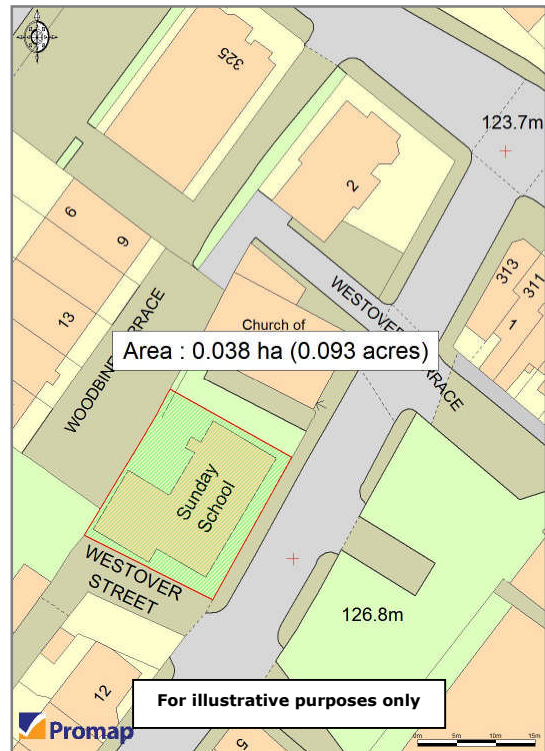 325
123.7m
2
6
9
13
313
311
1
WESTOVER TERRACE
Church of
Area : 0.038 ha (0.093 acres)
WOODBINE TERRACE
Sunday
School
WESTOVER
STREET
126.8m
12
5
For illustrative purposes only
Promap
0m 5m 10m 15m